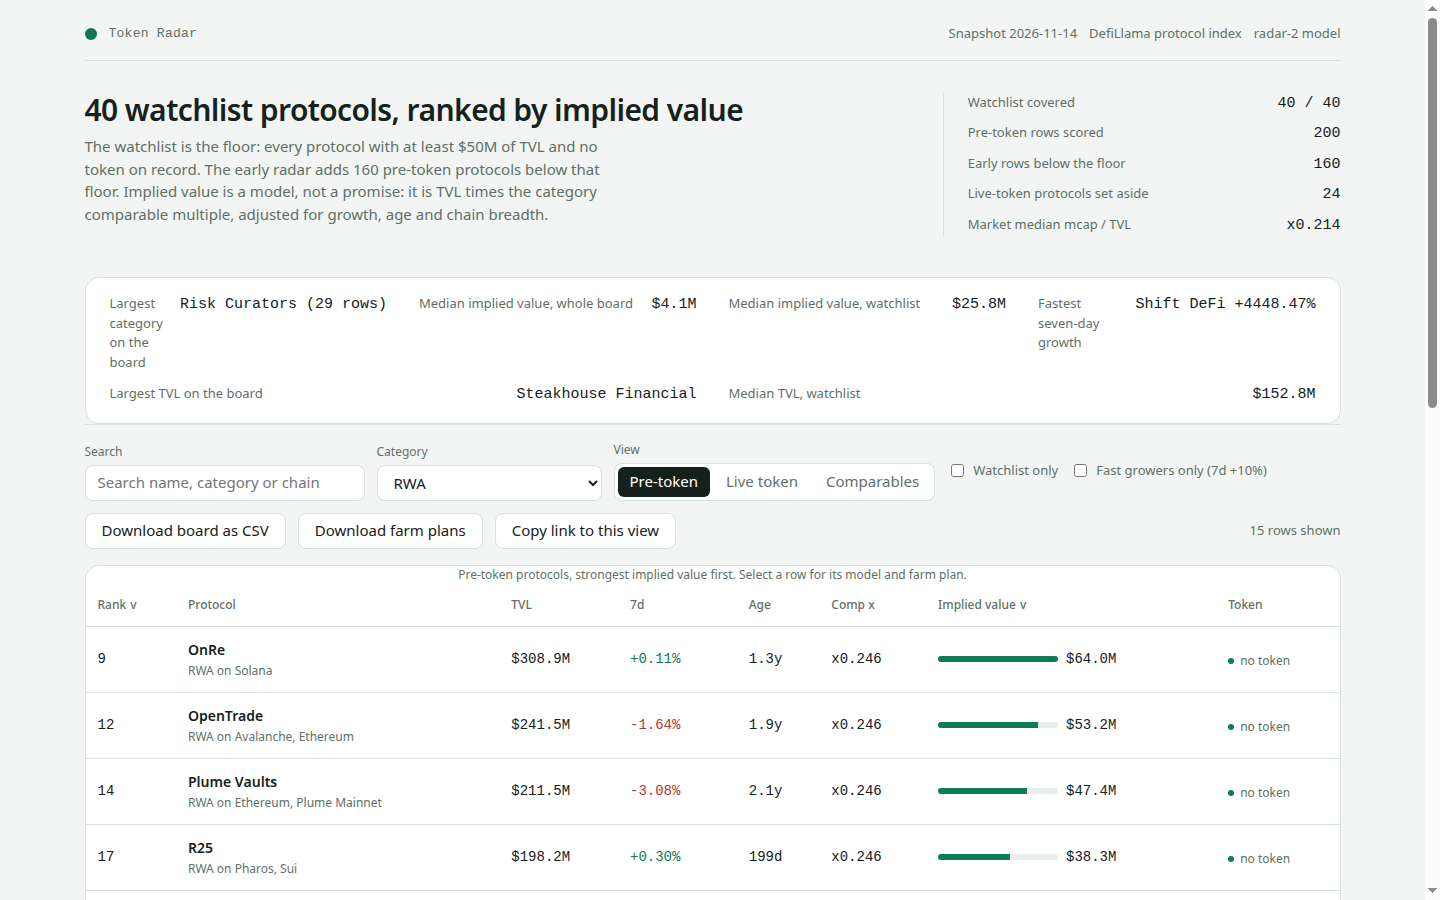 Token Radar
Snapshot 2026-11-14 DefiLlama protocol index radar-2 model
40 watchlist protocols, ranked by implied value
The watchlist is the floor: every protocol with at least $50M of TVL and no
token on record. The early radar adds 160 pre-token protocols below that
floor. Implied value is a model, not a promise: it is TVL times the category
comparable multiple, adjusted for growth, age and chain breadth.
Watchlist covered 40 / 40
Pre-token rows scored 200
Early rows below the floor 160
Live-token protocols set aside 24
Market median mcap / TVL x0.214
Largest category on the board Risk Curators (29 rows)
Median implied value, whole board $4.1M
Median implied value, watchlist $25.8M
Fastest seven-day growth Shift DeFi +4448.47%
Largest TVL on the board Steakhouse Financial
Median TVL, watchlist $152.8M
Search
Search name, category or chain
Category
RWA
View
Pre-token Live token Comparables
Watchlist only
Fast growers only (7d +10%)
Download board as CSV Download farm plans Copy link to this view
15 rows shown
Pre-token protocols, strongest implied value first. Select a row for its model and farm plan.
Rank v Protocol TVL 7d Age Comp x Implied value v Token
9 OnRe $308.9M +0.11% 1.3y x0.246 $64.0M no token
RWA on Solana
12 OpenTrade $241.5M -1.64% 1.9y x0.246 $53.2M no token
RWA on Avalanche, Ethereum
14 Plume Vaults $211.5M -3.08% 2.1y x0.246 $47.4M no token
RWA on Ethereum, Plume Mainnet
17 R25 $198.2M +0.30% 199d x0.246 $38.3M no token
RWA on Pharos, Sui